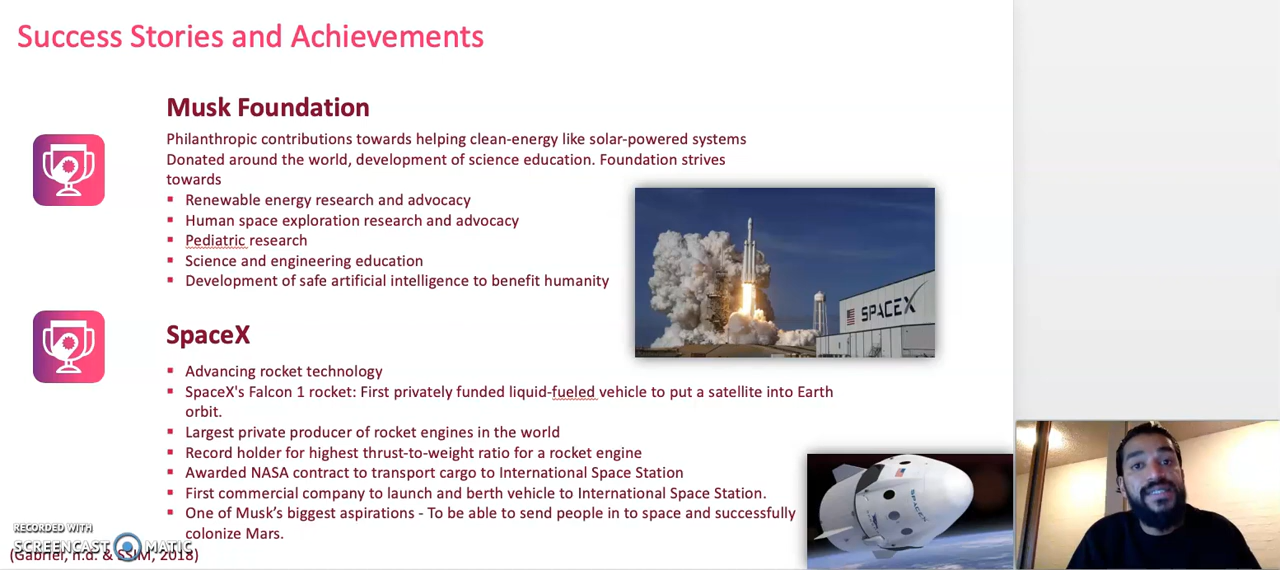 Success Stories and Achievements
Musk Foundation
Philanthropic contributions towards helping clean-energy like solar-powered systems
Donated around the world, development of science education. Foundation strives
towards
▪ Renewable energy research and advocacy
▪ Human space exploration research and advocacy
▪ Pediatric research
▪ Science and engineering education
▪ Development of safe artificial intelligence to benefit humanity
SPACEX
SpaceX
▪ Advancing rocket technology
▪ SpaceX's Falcon 1 rocket: First privately funded liquid-fueled vehicle to put a satellite into Earth
orbit.
▪ Largest private producer of rocket engines in the world
▪ Record holder for highest thrust-to-weight ratio for a rocket engine
▪ Awarded NASA contract to transport cargo to International Space Station
▪ First commercial company to launch and berth vehicle to International Space Station.
▪ One of Musk’s biggest aspirations - To be able to send people in to space and successfully
colonize Mars.
SPACEX
RECORDED WITH
SCREENCAST MATIC
(Gabriel, n.d. & SSIM, 2018)